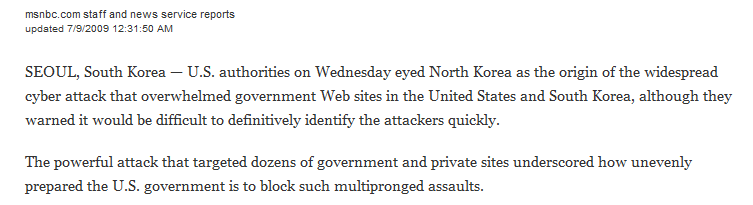 msnbc.com staff and news service reports
updated 7/9/2009 12:31:50 AM
SEOUL, South Korea — U.S. authorities on Wednesday eyed North Korea as the origin of the widespread
cyber attack that overwhelmed government Web sites in the United States and South Korea, although they
warned it would be difficult to definitively identify the attackers quickly.
The powerful attack that targeted dozens of government and private sites underscored how unevenly
prepared the U.S. government is to block such multipronged assaults.